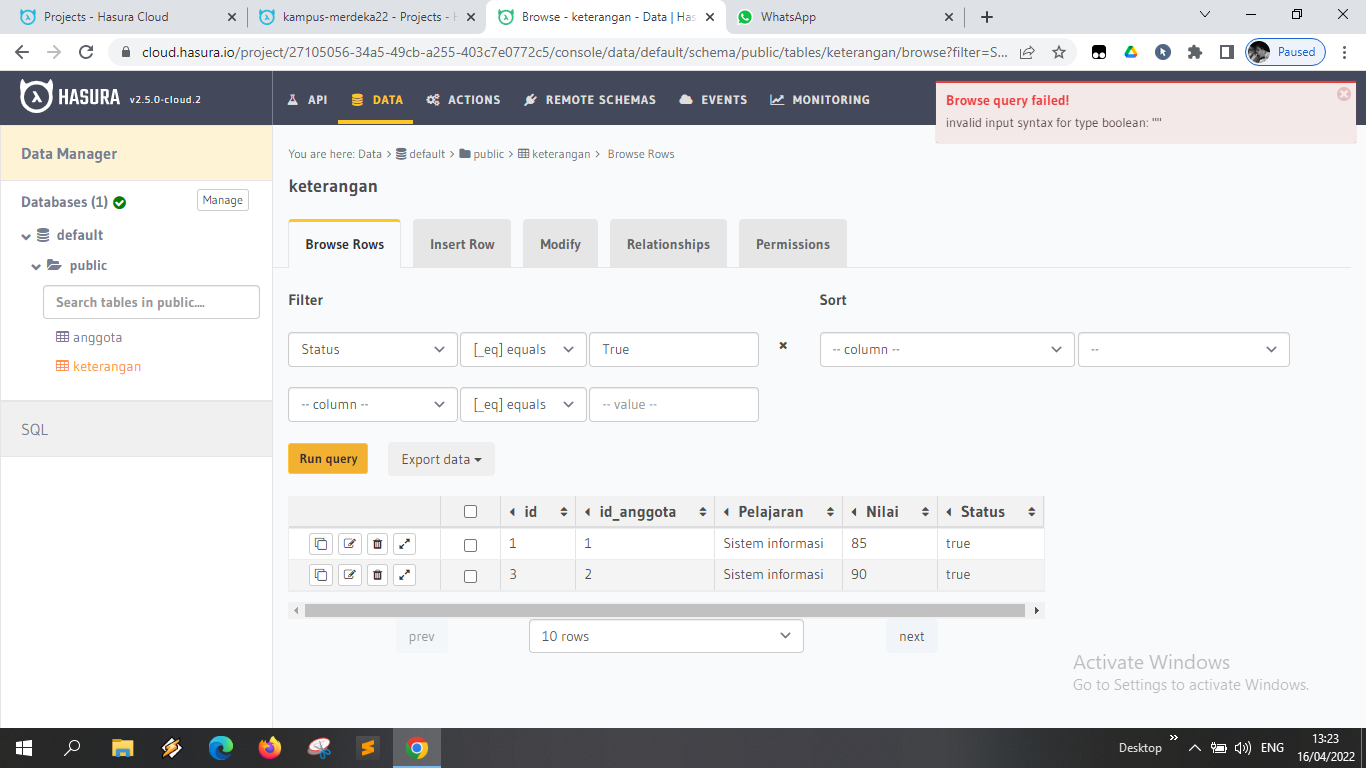 Projects - Hasura Cloud
kampus-merdeka22 - Projects - H
Browse - keterangan - Data | Has
WhatsApp
cloud.hasura.io/project/27105056-34a5-49cb-a255-403c7e0772c5/console/data/default/schema/public/tables/keterangan/browse?filter=S...
Paused
HASURA v2.5.0-cloud.2
API
DATA
ACTIONS
REMOTE SCHEMAS
EVENTS
MONITORING
Browse query failed!
invalid input syntax for type boolean: ""
Data Manager
Databases (1)
Manage
default
public
Search tables in public....
anggota
keterangan
SQL
You are here: Data > default > public > keterangan > Browse Rows
keterangan
Browse Rows
Insert Row
Modify
Relationships
Permissions
Filter
Sort
Status [_eq] equals True
-- column -- --
-- column -- [_eq] equals -- value --
Run query
Export data
id id_anggota Pelajaran Nilai Status
1 1 Sistem informasi 85 true
3 2 Sistem informasi 90 true
prev
10 rows
next
Activate Windows
Go to Settings to activate Windows.
Desktop
ENG
13:23
16/04/2022